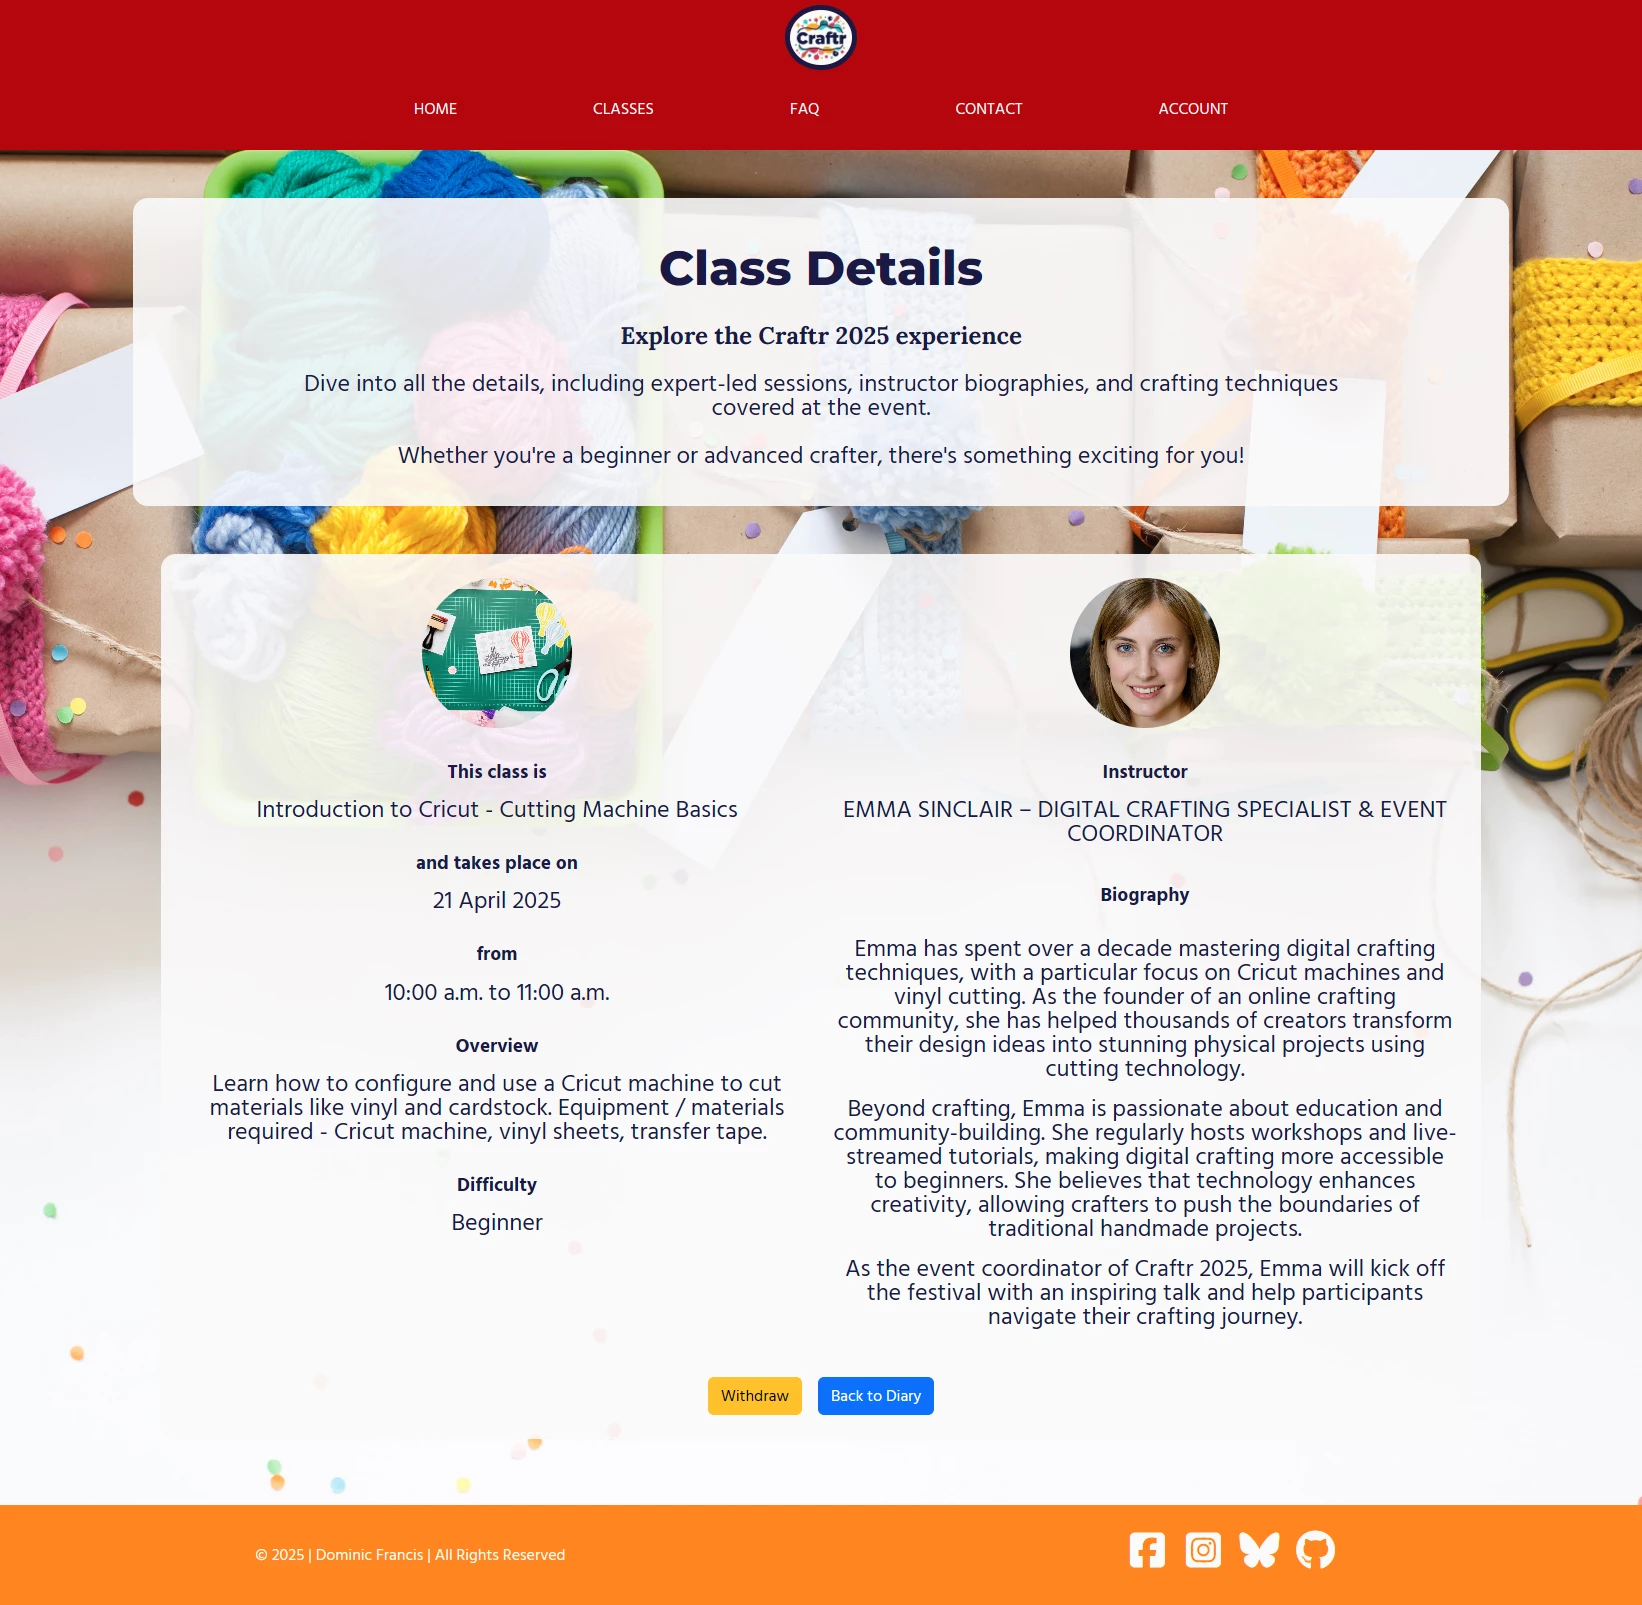 Craftr
HOME
CLASSES
FAQ
CONTACT
ACCOUNT
Class Details
Explore the Craftr 2025 experience
Dive into all the details, including expert-led sessions, instructor biographies, and crafting techniques
covered at the event.
Whether you're a beginner or advanced crafter, there's something exciting for you!
This class is
Introduction to Cricut - Cutting Machine Basics
and takes place on
21 April 2025
from
10:00 a.m. to 11:00 a.m.
Overview
Learn how to configure and use a Cricut machine to cut
materials like vinyl and cardstock. Equipment / materials
required - Cricut machine, vinyl sheets, transfer tape.
Difficulty
Beginner
Instructor
EMMA SINCLAIR – DIGITAL CRAFTING SPECIALIST & EVENT
COORDINATOR
Biography
Emma has spent over a decade mastering digital crafting
techniques, with a particular focus on Cricut machines and
vinyl cutting. As the founder of an online crafting
community, she has helped thousands of creators transform
their design ideas into stunning physical projects using
cutting technology.
Beyond crafting, Emma is passionate about education and
community-building. She regularly hosts workshops and live-
streamed tutorials, making digital crafting more accessible
to beginners. She believes that technology enhances
creativity, allowing crafters to push the boundaries of
traditional handmade projects.
As the event coordinator of Craftr 2025, Emma will kick off
the festival with an inspiring talk and help participants
navigate their crafting journey.
Withdraw
Back to Diary
© 2025 | Dominic Francis | All Rights Reserved